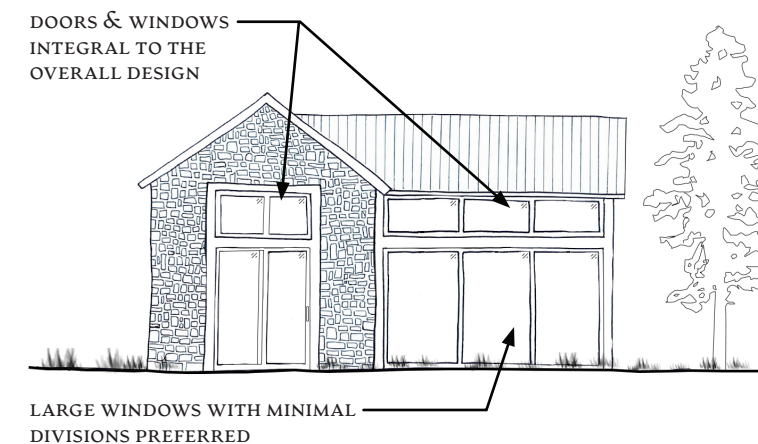 DOORS & WINDOWS
INTEGRAL TO THE
OVERALL DESIGN
LARGE WINDOWS WITH MINIMAL
DIVISIONS PREFERRED